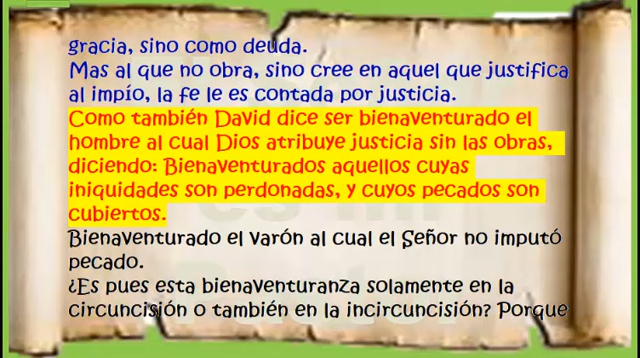 gracia, sino como deuda.
Mas al que no obra, sino cree en aquel que justifica
al impío, la fe le es contada por justicia.
Como también David dice ser bienaventurado el
hombre al cual Dios atribuye justicia sin las obras,
diciendo: Bienaventurados aquellos cuyas
iniquidades son perdonadas, y cuyos pecados son
cubiertos.
Bienaventurado el varón al cual el Señor no imputó
pecado.
¿Es pues esta bienaventuranza solamente en la
circuncisión o también en la incircuncisión? Porque